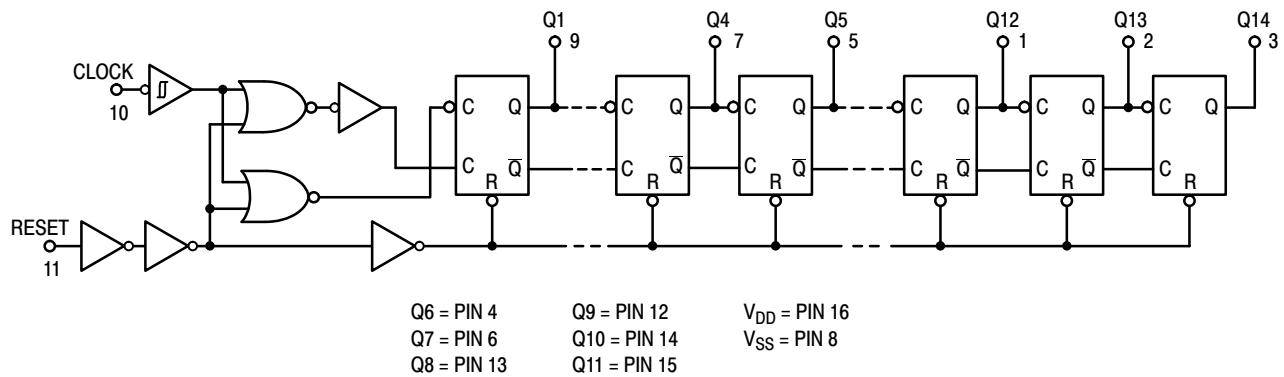 Q1 Q4 Q5 Q12 Q13 Q14
9 7 5 1 2 3
CLOCK
10
C Q C Q C Q C Q C Q C Q
C Q̅ C Q̅ C Q̅ C Q̅ C Q̅ C
R R R R R R
RESET
11
Q6 = PIN 4 Q9 = PIN 12 VDD = PIN 16
Q7 = PIN 6 Q10 = PIN 14 VSS = PIN 8
Q8 = PIN 13 Q11 = PIN 15